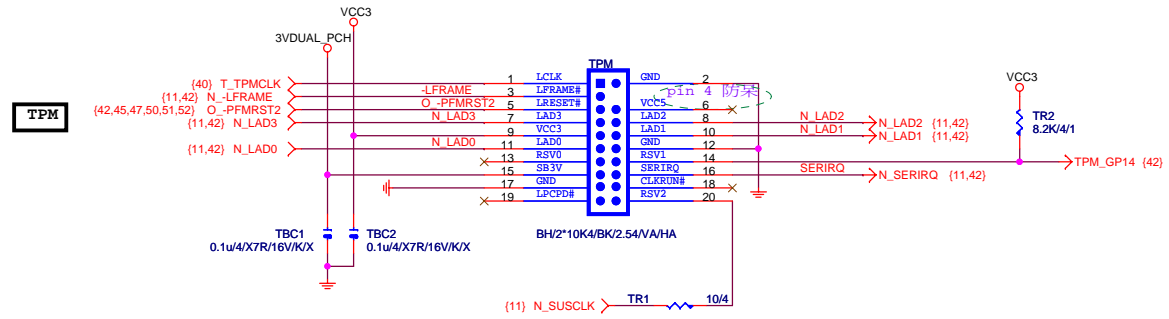 VCC3
3VDUAL_PCH
TPM
TPM
{40} T_TPMCLK 1 LCLK GND 2
{11,42} N_-LFRAME -LFRAME 3 LFRAME# pin 4 防呆
{42,45,47,50,51,52} O_-PFMRST2 O_-PFMRST2 5 LRESET# VCC5 6
{11,42} N_LAD3 N_LAD3 7 LAD3 LAD2 8 N_LAD2 N_LAD2 {11,42}
9 VCC3 LAD1 10 N_LAD1 N_LAD1 {11,42}
{11,42} N_LAD0 N_LAD0 11 LAD0 GND 12
13 RSV0 RSV1 14 TPM_GP14 {42}
15 SB3V SERIRQ 16 SERIRQ N_SERIRQ {11,42}
17 GND CLKRUN# 18
19 LPCPD# RSV2 20
VCC3
TR2
8.2K/4/1
TBC1
0.1u/4/X7R/16V/K/X
TBC2
0.1u/4/X7R/16V/K/X
BH/2*10K4/BK/2.54/VA/HA
{11} N_SUSCLK TR1 10/4